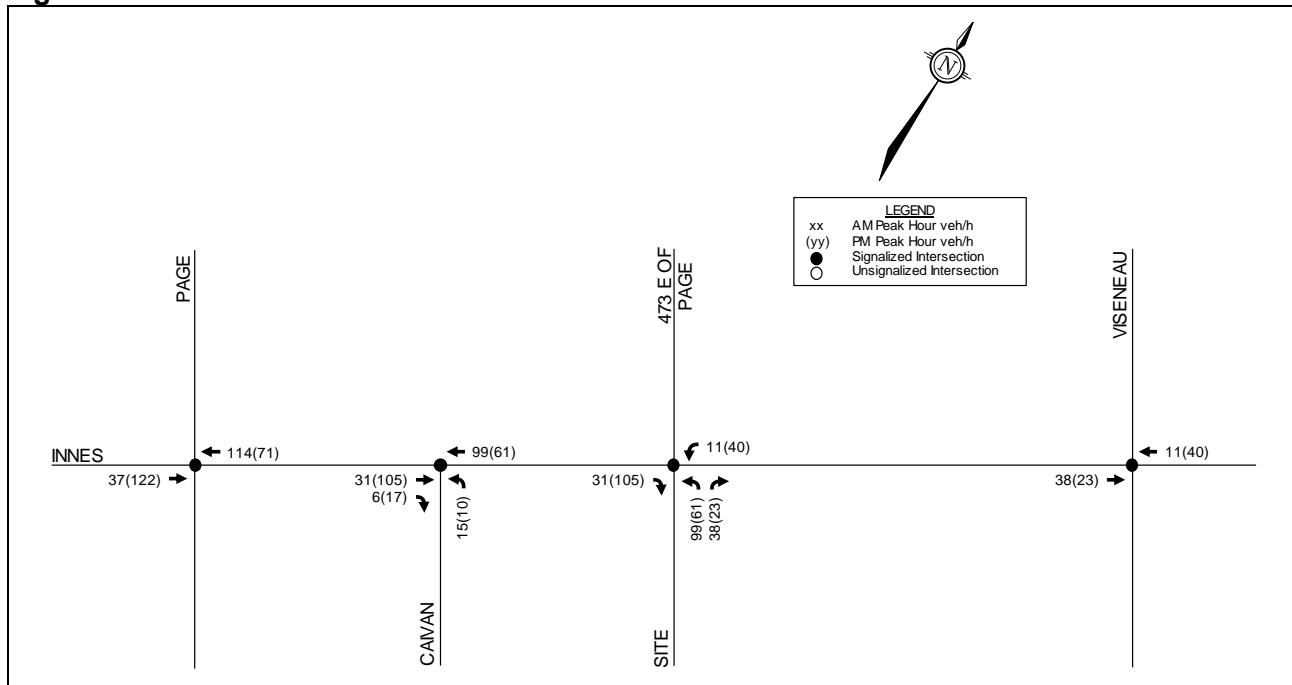 N
LEGEND
xx AM Peak Hour veh/h
(yy) PM Peak Hour veh/h
Signalized Intersection
Unsignalized Intersection
PAGE
473 E OF
PAGE
VISENEAU
INNES
114(71)
37(122)
99(61)
31(105)
6(17)
15(10)
11(40)
31(105)
99(61)
38(23)
11(40)
38(23)
CAIVAN
SITE